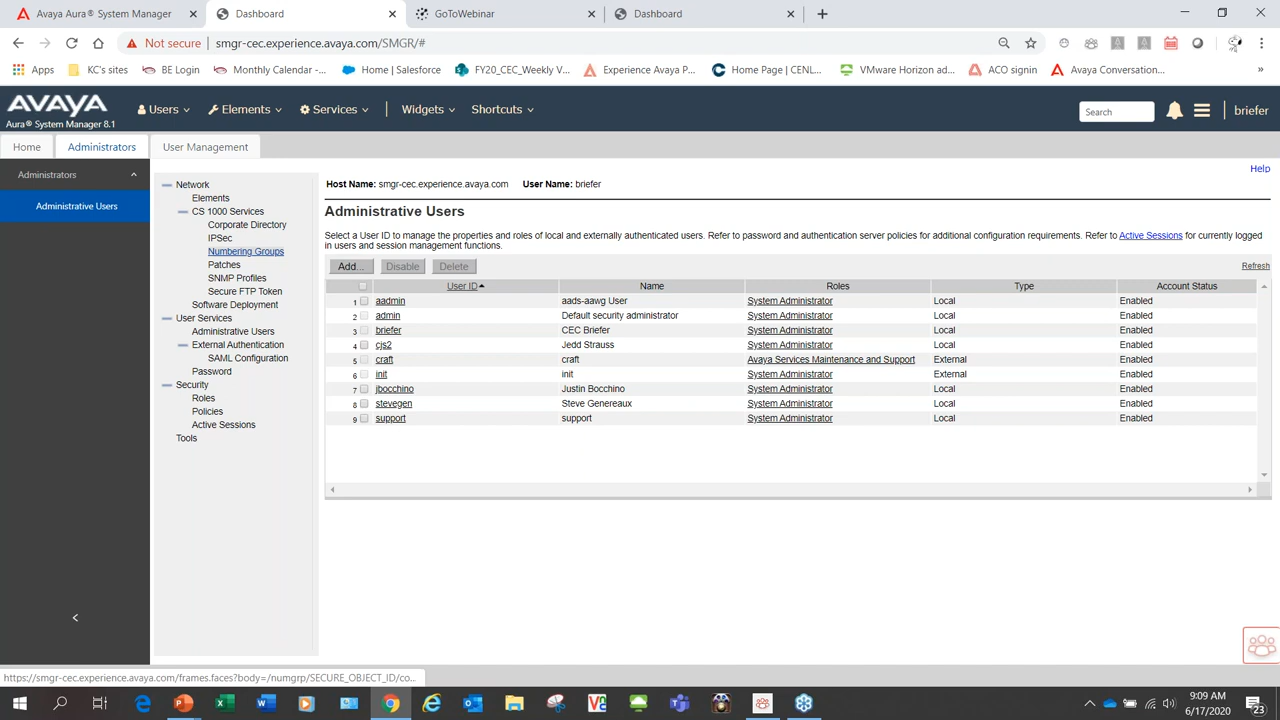 Avaya Aura® System Manager
Dashboard
GoToWebinar
Dashboard
Not secure
smgr-cec.experience.avaya.com/SMGR/#
Apps
KC's sites
BE Login
Monthly Calendar -...
Home | Salesforce
FY20_CEC_Weekly V...
Experience Avaya P...
Home Page | CENL...
VMware Horizon ad...
ACO signin
Avaya Conversation...
»
AVAYA
Aura® System Manager 8.1
Users
Elements
Services
Widgets
Shortcuts
Search
briefer
Home
Administrators
User Management
Administrators
Administrative Users
Network
Elements
CS 1000 Services
Corporate Directory
IPSec
Numbering Groups
Patches
SNMP Profiles
Secure FTP Token
Software Deployment
User Services
Administrative Users
External Authentication
SAML Configuration
Password
Security
Roles
Policies
Active Sessions
Tools
Help
Host Name: smgr-cec.experience.avaya.com User Name: briefer
Administrative Users
Select a User ID to manage the properties and roles of local and externally authenticated users. Refer to password and authentication server policies for additional configuration requirements. Refer to Active Sessions for currently logged
in users and session management functions.
Add... Disable Delete Refresh
User ID Name Roles Type Account Status
1 aadmin aads-aawg User System Administrator Local Enabled
2 admin Default security administrator System Administrator Local Enabled
3 briefer CEC Briefer System Administrator Local Enabled
4 cjs2 Jedd Strauss System Administrator Local Enabled
5 craft craft Avaya Services Maintenance and Support External Enabled
6 init init System Administrator External Enabled
7 jbocchino Justin Bocchino System Administrator Local Enabled
8 stevegen Steve Genereaux System Administrator Local Enabled
9 support support System Administrator Local Enabled
https://smgr-cec.experience.avaya.com/frames.faces?body=/numgrp/SECURE_OBJECT_ID/co...
9:09 AM
6/17/2020
23